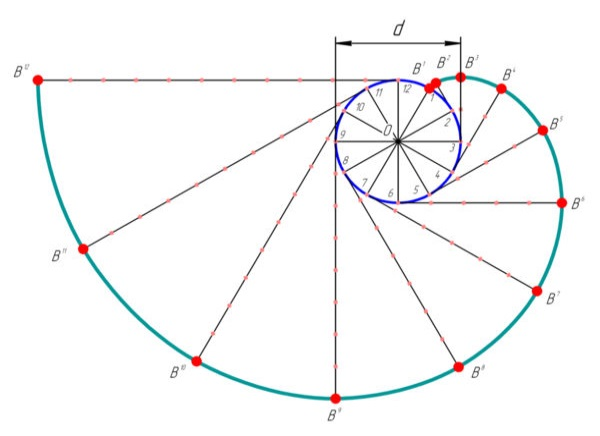 d
B¹ B² B³
B¹² B⁴
11 12 1
10 2
B⁵
9 O 3
8 4
7 6 5
B⁶
B¹¹
B⁷
B¹⁰ B⁸
B⁹